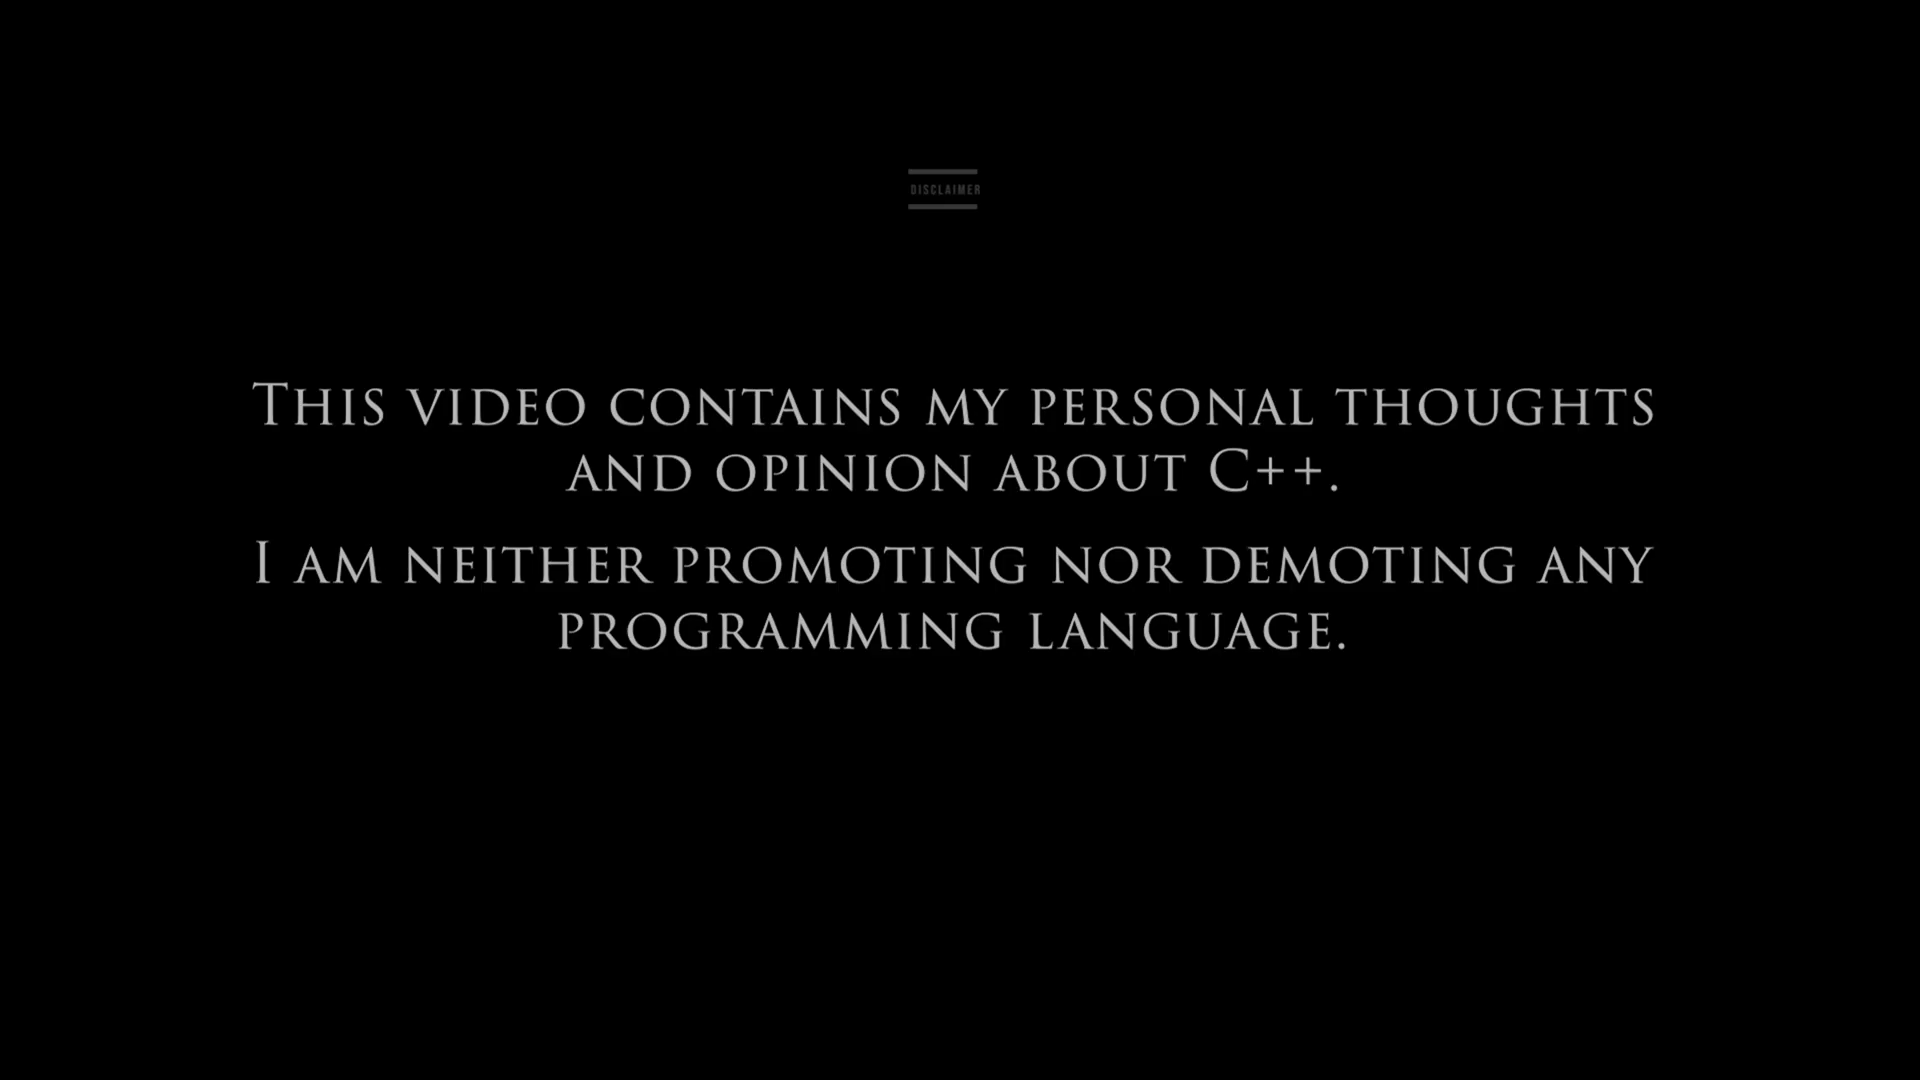 DISCLAIMER
This video contains my personal thoughts
and opinion about C++.
I am neither promoting nor demoting any
programming language.